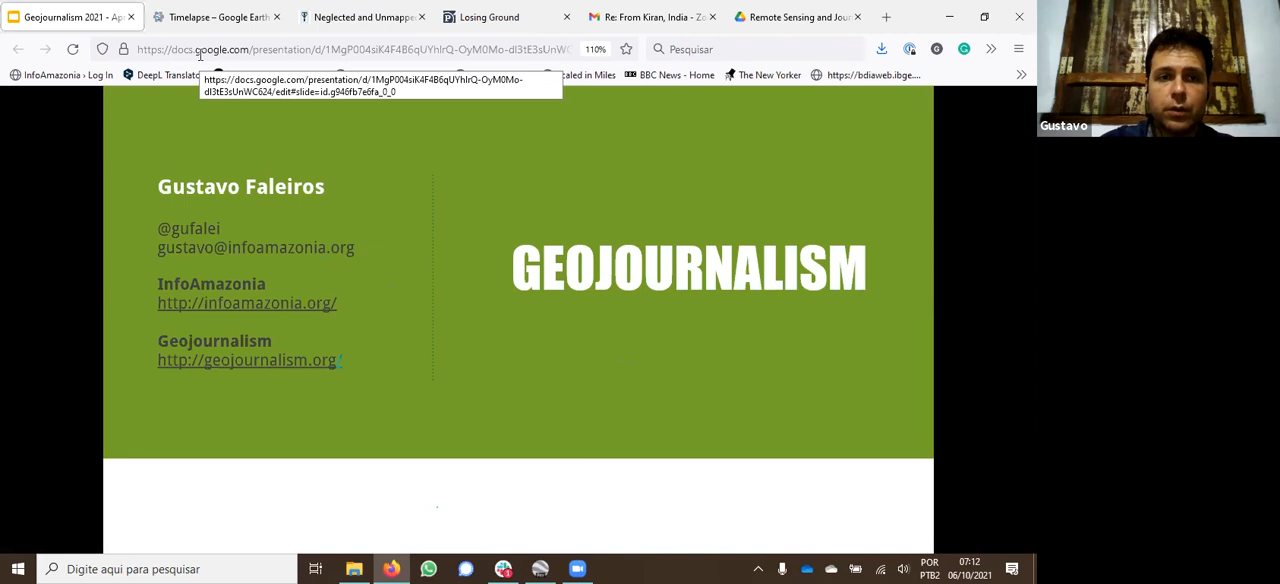 Geojournalism 2021 - Ap
Timelapse – Google Earth
Neglected and Unmappe
Losing Ground
Re: From Kiran, India - Zo
Remote Sensing and Jour
https://docs.google.com/presentation/d/1MgP004siK4F4B6qUYhlrQ-OyM0Mo-dl3tE3sUnWC
110%
Pesquisar
InfoAmazonia › Log In
DeepL Translato
caled in Miles
BBC News - Home
The New Yorker
https://bdiaweb.ibge....
https://docs.google.com/presentation/d/1MgP004siK4F4B6qUYhlrQ-OyM0Mo-
dl3tE3sUnWC624/edit#slide=id.g946fb7e6fa_0_0
Gustavo
Gustavo Faleiros
@gufalei
gustavo@infoamazonia.org
InfoAmazonia
http://infoamazonia.org/
Geojournalism
http://geojournalism.org/
GEOJOURNALISM
Digite aqui para pesquisar
POR
PTB2
07:12
06/10/2021